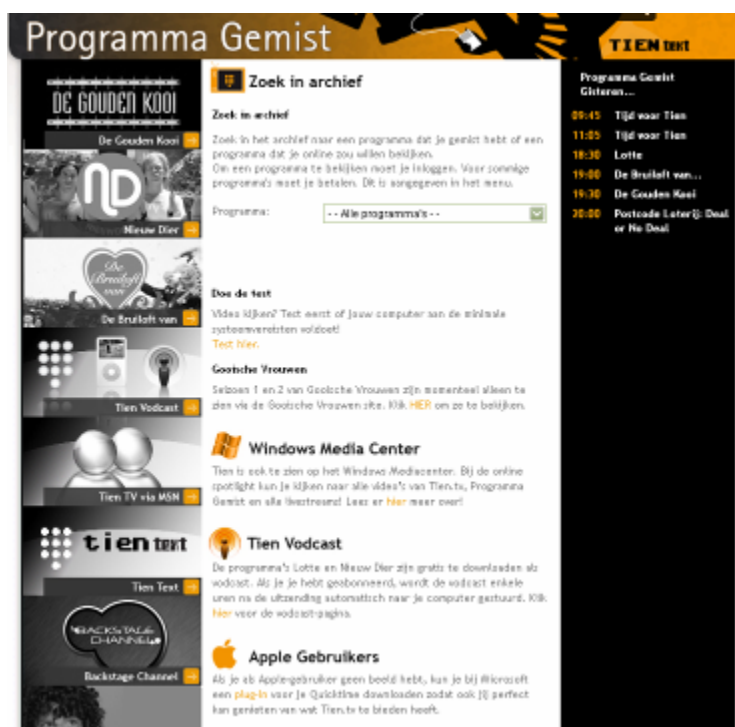 Programma Gemist
TIEN text
DE GOUDEN KOOI
De Gouden Kooi
ND
Nieuw Dier
De
Bruiloft
van
De Bruiloft van
Tien Vodcast
Tien TV via MSN
tien text
Tien Text
BACKSTAGE
CHANNEL
Backstage Channel
Zoek in archief
Zoek in archief
Zoek in het archief naar een programma dat je gemist hebt of een
programma dat je online zou willen bekijken.
Om een programma te bekijken moet je inloggen. Voor sommige
programma's moet je betalen. Dit is aangegeven in het menu.
Programma:
- - Alle programma's - -
Doe de test
Video kijken? Test eerst of jouw computer aan de minimale
systeemvereisten voldoet!
Test hier.
Gooische Vrouwen
Seizoen 1 en 2 van Gooische Vrouwen zijn momenteel alleen te
zien via de Gooische Vrouwen site. Klik HIER om ze te bekijken.
Windows Media Center
Tien is ook te zien op het Windows Mediacenter. Bij de online
spotlight kun je kijken naar alle video's van Tien.tv, Programma
Gemist en alle livestreams! Lees er hier meer over!
Tien Vodcast
De programma's Lotte en Nieuw Dier zijn gratis te downloaden als
vodcast. Als je je hebt geabonneerd, wordt de vodcast enkele
uren na de uitzending automatisch naar je computer gestuurd. Klik
hier voor de vodcast-pagina.
Apple Gebruikers
Als je als Apple-gebruiker geen beeld hebt, kun je bij Microsoft
een plug-in voor je Quicktime downloaden zodat ook jij perfect
kan genieten van wat Tien.tv te bieden heeft.
Programma Gemist
Gisteren...
09:45 Tijd voor Tien
11:05 Tijd voor Tien
18:30 Lotte
19:00 De Bruiloft van...
19:30 De Gouden Kooi
20:00 Postcode Loterij: Deal
or No Deal